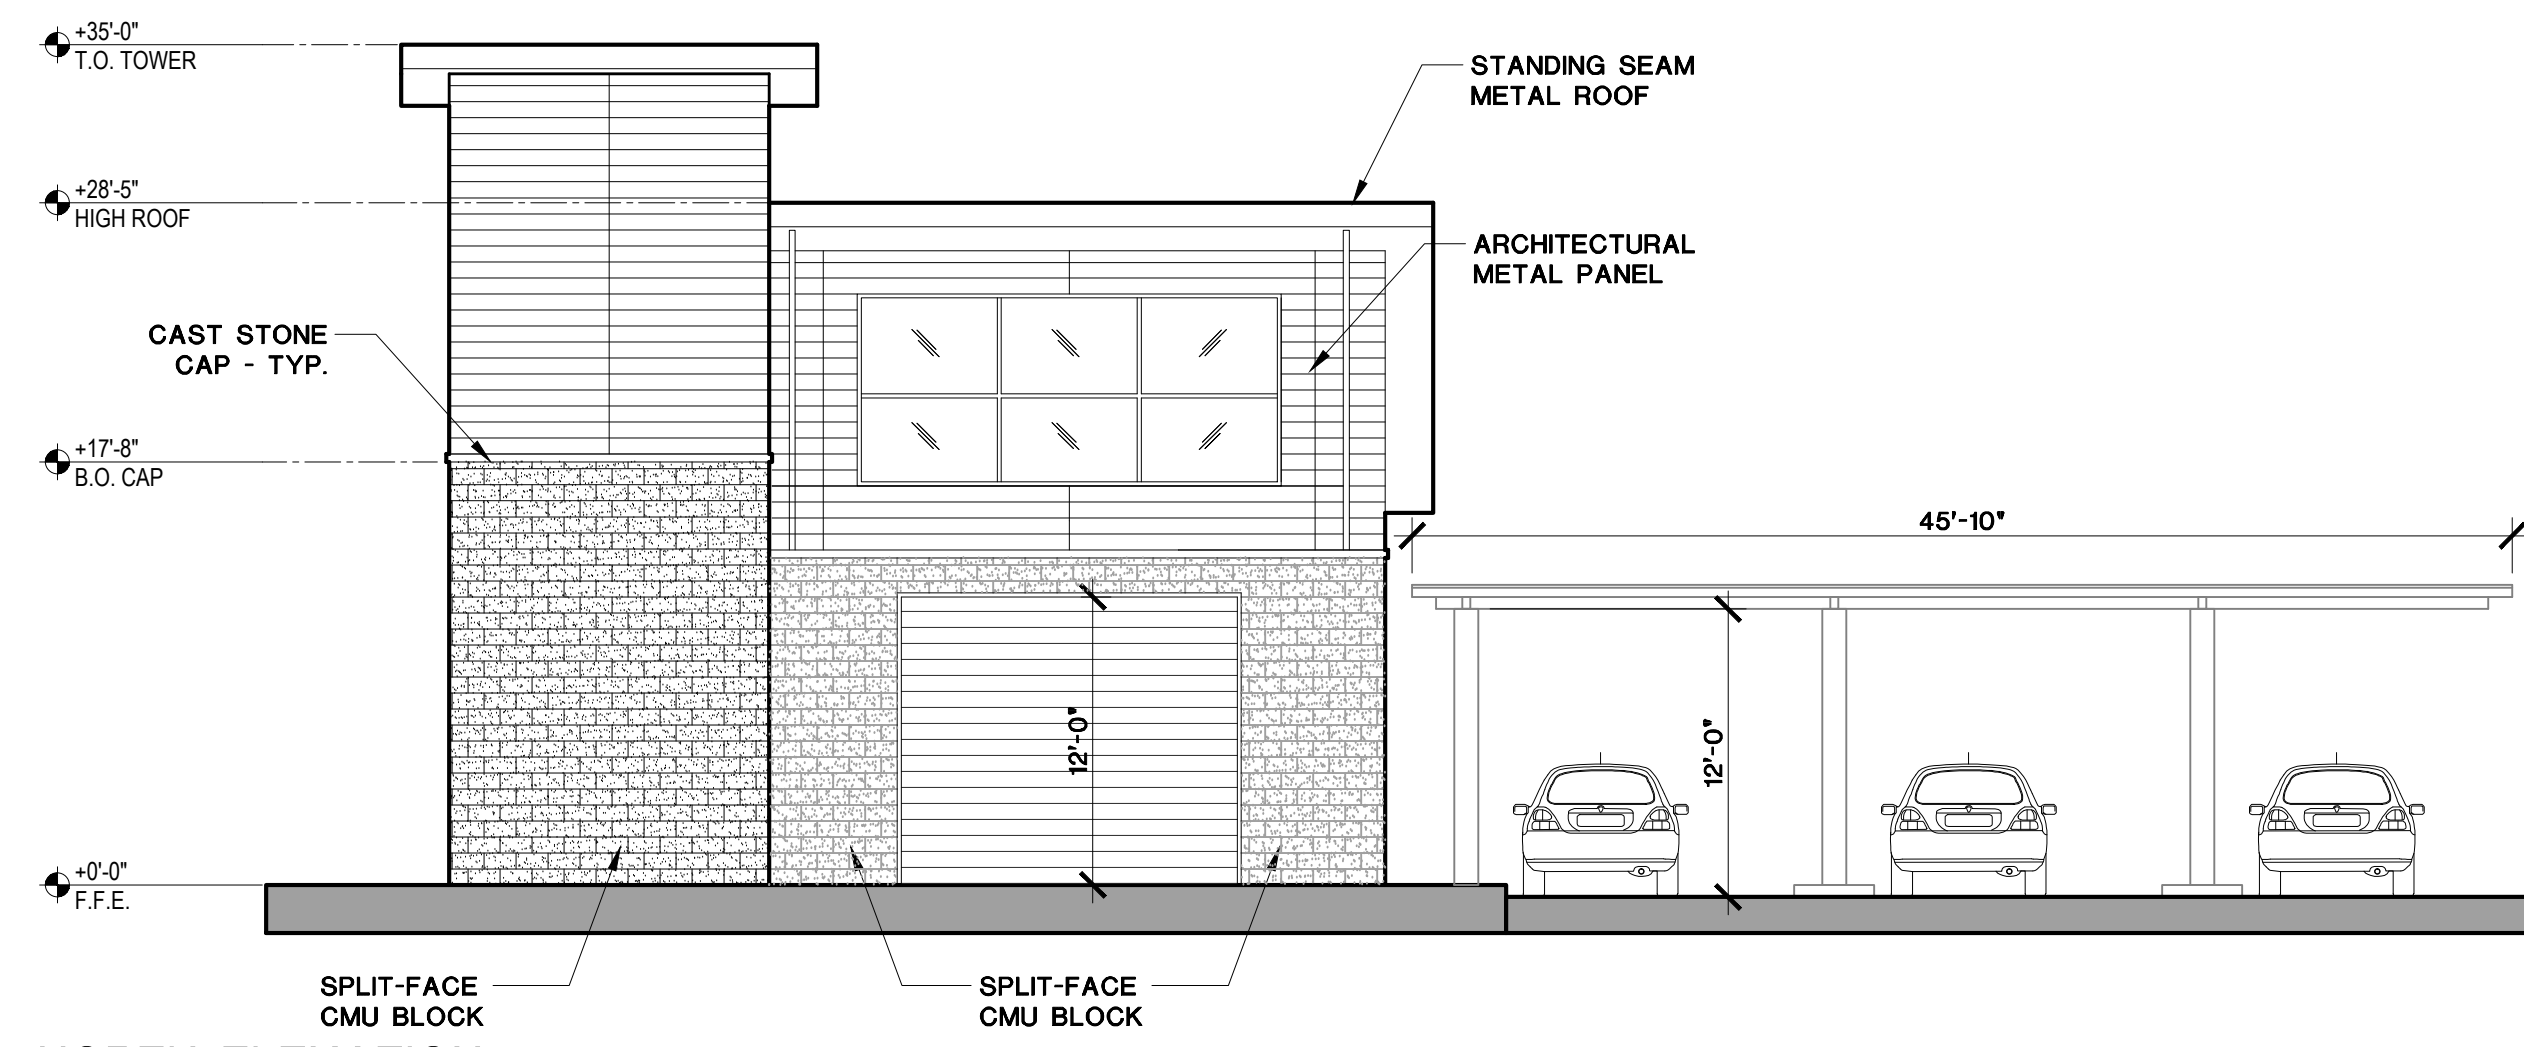 +35'-0"
T.O. TOWER
STANDING SEAM
METAL ROOF
+28'-5"
HIGH ROOF
ARCHITECTURAL
METAL PANEL
CAST STONE
CAP - TYP.
+17'-8"
B.O. CAP
45'-10"
12'-0"
12'-0"
+0'-0"
F.F.E.
SPLIT-FACE
CMU BLOCK
SPLIT-FACE
CMU BLOCK